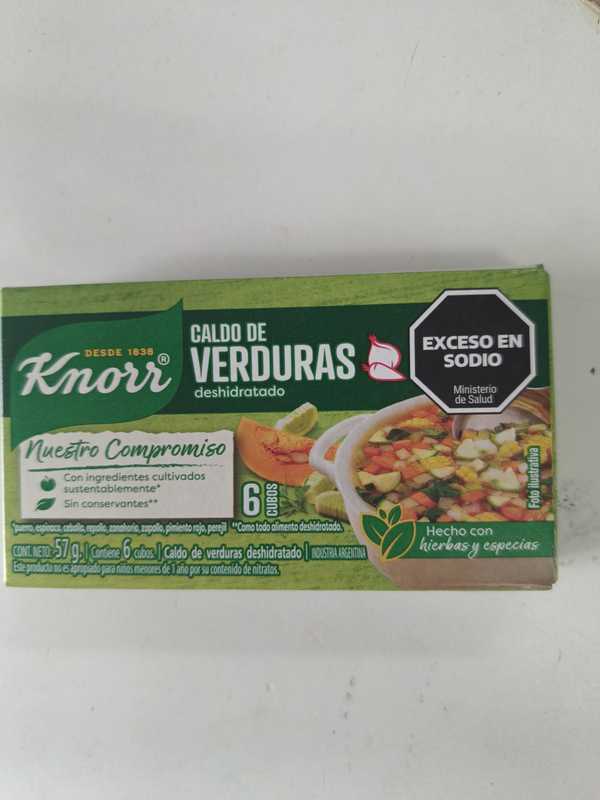 DESDE 1838
Knorr®
CALDO DE
VERDURAS
deshidratado
EXCESO EN
SODIO
Ministerio
de Salud
Nuestro Compromiso
Con ingredientes cultivados
sustentablemente*
Sin conservantes**
6
CUBOS
Foto ilustrativa
*puerro, espinaca, cebolla, repollo, zanahoria, zapallo, pimiento rojo, perejil **Como todo alimento deshidratado.
Hecho con
hierbas y especias
CONT. NETO: 57 g. | Contiene 6 cubos. | Caldo de verduras deshidratado | INDUSTRIA ARGENTINA
Este producto no es apropiado para niños menores de 1 año por su contenido de nitratos.